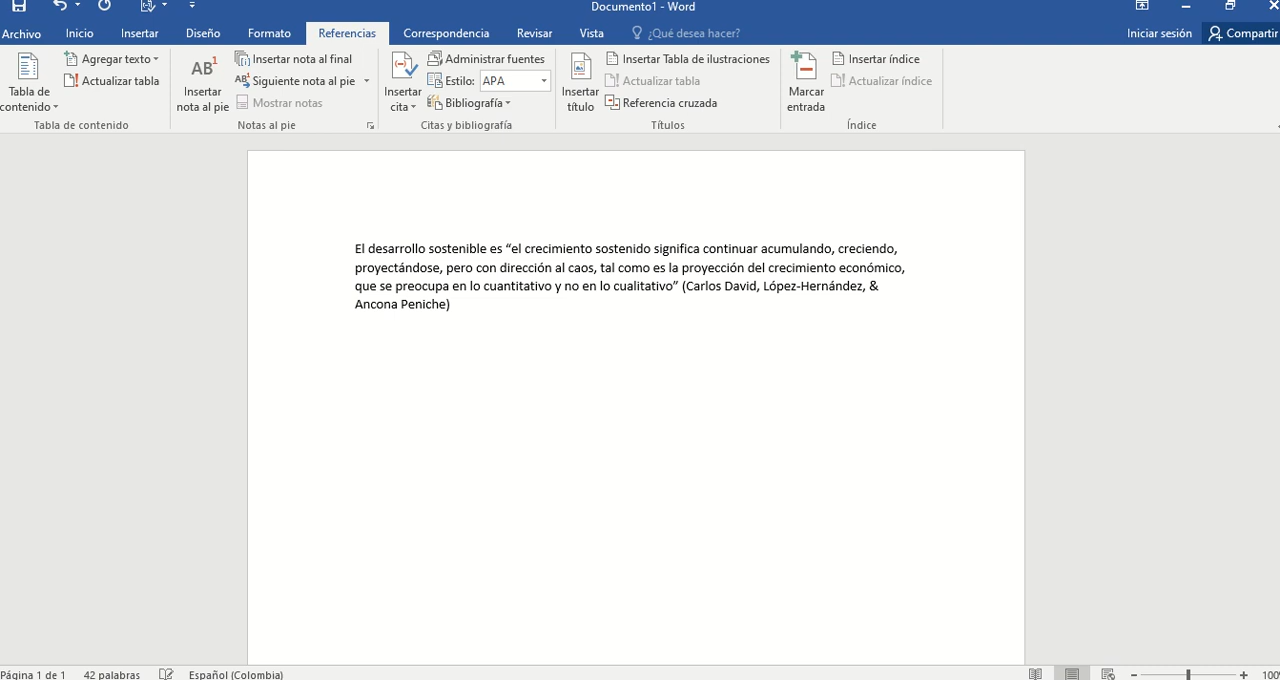 Documento1 - Word
Archivo Inicio Insertar Diseño Formato Referencias Correspondencia Revisar Vista ¿Qué desea hacer? Iniciar sesión Compartir
Agregar texto Insertar nota al final Administrar fuentes Insertar Tabla de ilustraciones Insertar índice
AB1
Actualizar tabla AB1 Siguiente nota al pie Estilo: APA Actualizar tabla Actualizar índice
Tabla de Insertar Insertar Insertar Marcar
contenido nota al pie Mostrar notas cita Bibliografía título Referencia cruzada entrada
Tabla de contenido Notas al pie Citas y bibliografía Títulos Índice
El desarrollo sostenible es “el crecimiento sostenido significa continuar acumulando, creciendo,
proyectándose, pero con dirección al caos, tal como es la proyección del crecimiento económico,
que se preocupa en lo cuantitativo y no en lo cualitativo” (Carlos David, López-Hernández, &
Ancona Peniche)
Página 1 de 1 42 palabras Español (Colombia) - + 100